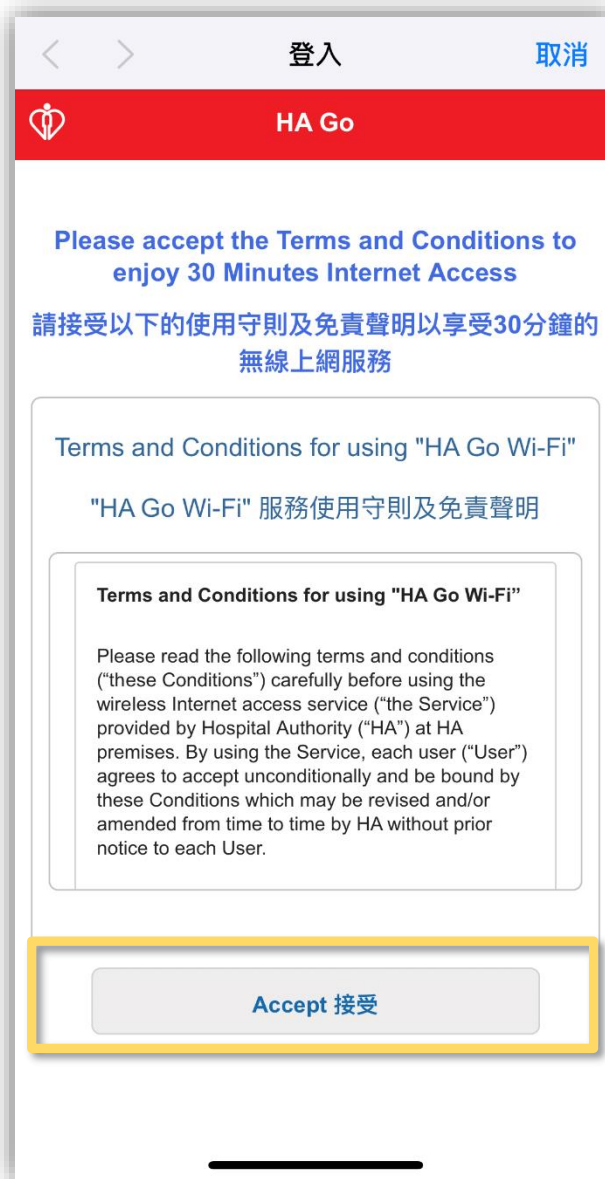 登入
取消
HA Go
Please accept the Terms and Conditions to
enjoy 30 Minutes Internet Access
請接受以下的使用守則及免責聲明以享受30分鐘的
無線上網服務
Terms and Conditions for using "HA Go Wi-Fi"
"HA Go Wi-Fi" 服務使用守則及免責聲明
Terms and Conditions for using "HA Go Wi-Fi”
Please read the following terms and conditions
(“these Conditions”) carefully before using the
wireless Internet access service (“the Service”)
provided by Hospital Authority (“HA”) at HA
premises. By using the Service, each user (“User”)
agrees to accept unconditionally and be bound by
these Conditions which may be revised and/or
amended from time to time by HA without prior
notice to each User.
Accept 接受